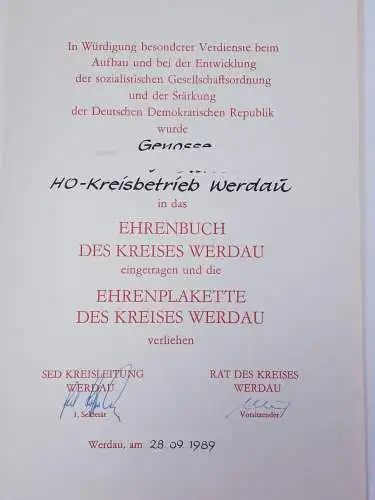 In Würdigung besonderer Verdienste beim
Aufbau und bei der Entwicklung
der sozialistischen Gesellschaftsordnung
und der Stärkung
der Deutschen Demokratischen Republik
wurde
Genosse
HO-Kreisbetrieb Werdau
in das
EHRENBUCH
DES KREISES WERDAU
eingetragen und die
EHRENPLAKETTE
DES KREISES WERDAU
verliehen
SED KREISLEITUNG
WERDAU
1. Sekretär
RAT DES KREISES
WERDAU
Vorsitzender
Werdau, am 28.09.1989